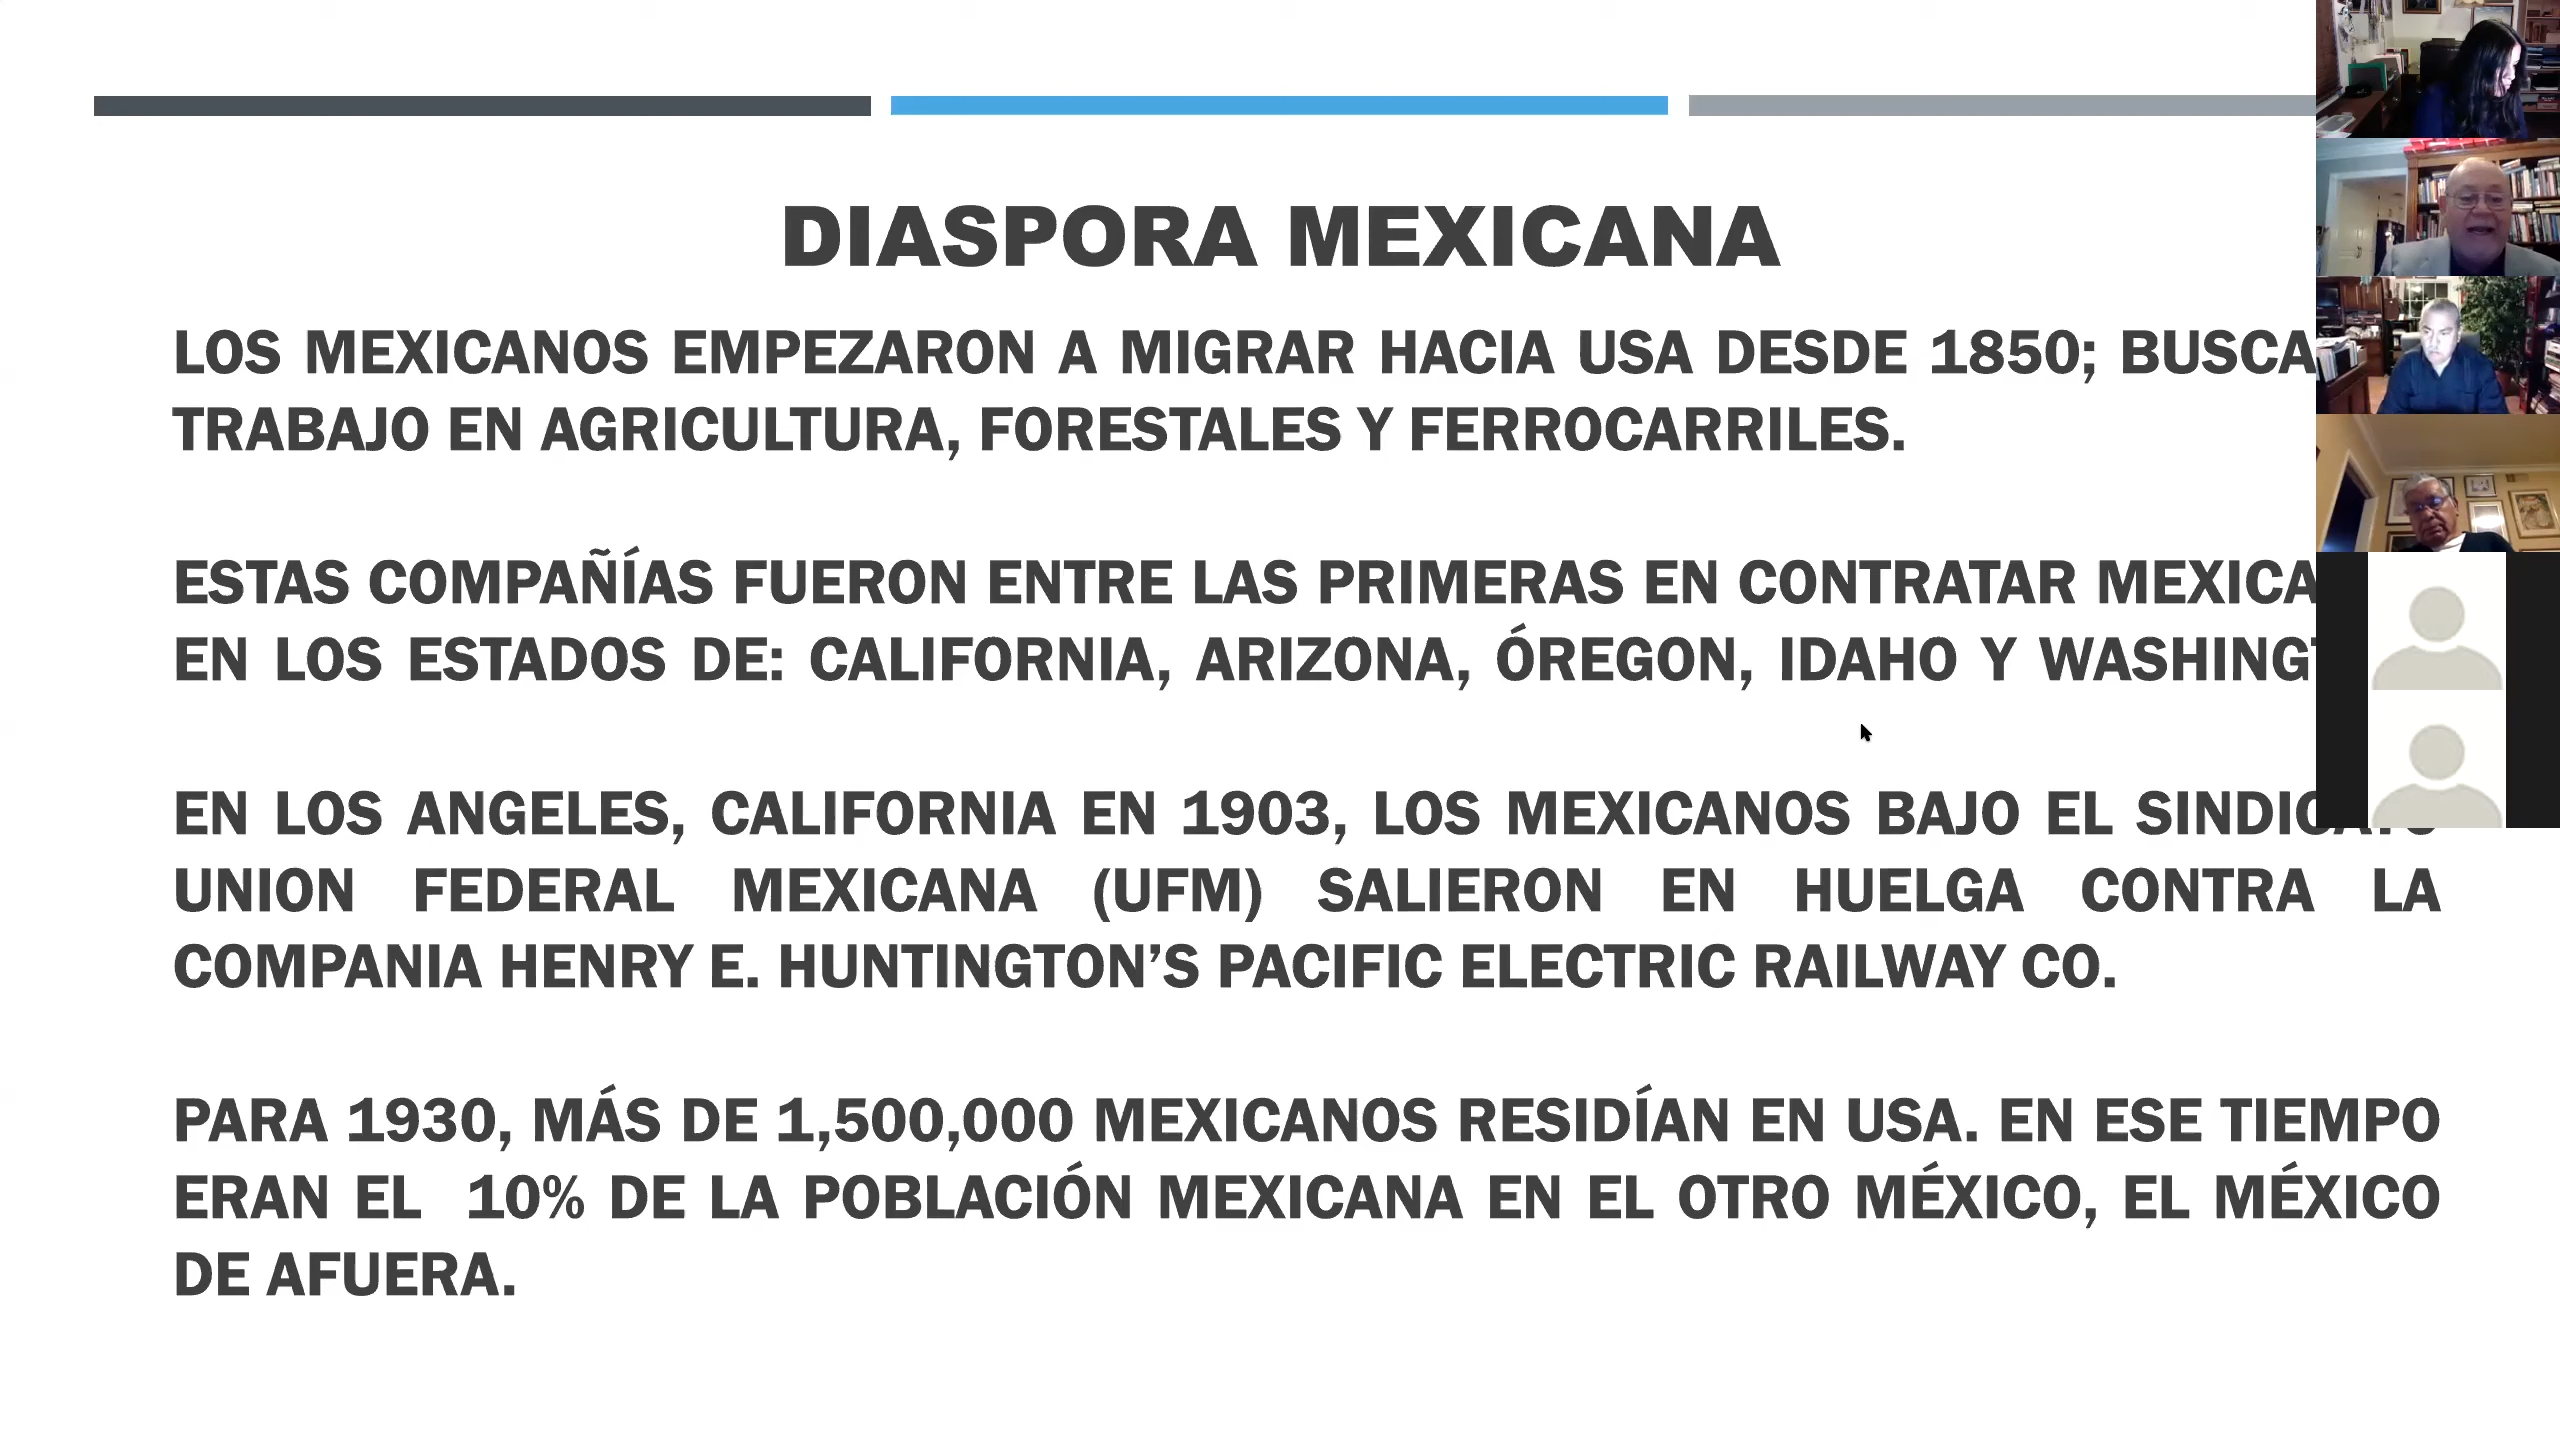 DIASPORA MEXICANA
LOS MEXICANOS EMPEZARON A MIGRAR HACIA USA DESDE 1850;
TRABAJO EN AGRICULTURA, FORESTALES Y FERROCARRILES.
ESTAS COMPAÑÍAS FUERON ENTRE LAS PRIMERAS EN CONTRATAR
EN LOS ESTADOS DE: CALIFORNIA, ARIZONA, ÓREGON, IDAHO Y
EN LOS ANGELES, CALIFORNIA EN 1903, LOS MEXICANOS BAJO EL SINDICATO
UNION FEDERAL MEXICANA (UFM) SALIERON EN HUELGA CONTRA LA
COMPANIA HENRY E. HUNTINGTON’S PACIFIC ELECTRIC RAILWAY CO.
PARA 1930, MÁS DE 1,500,000 MEXICANOS RESIDÍAN EN USA. EN ESE TIEMPO
ERAN EL 10% DE LA POBLACIÓN MEXICANA EN EL OTRO MÉXICO, EL MÉXICO
DE AFUERA.